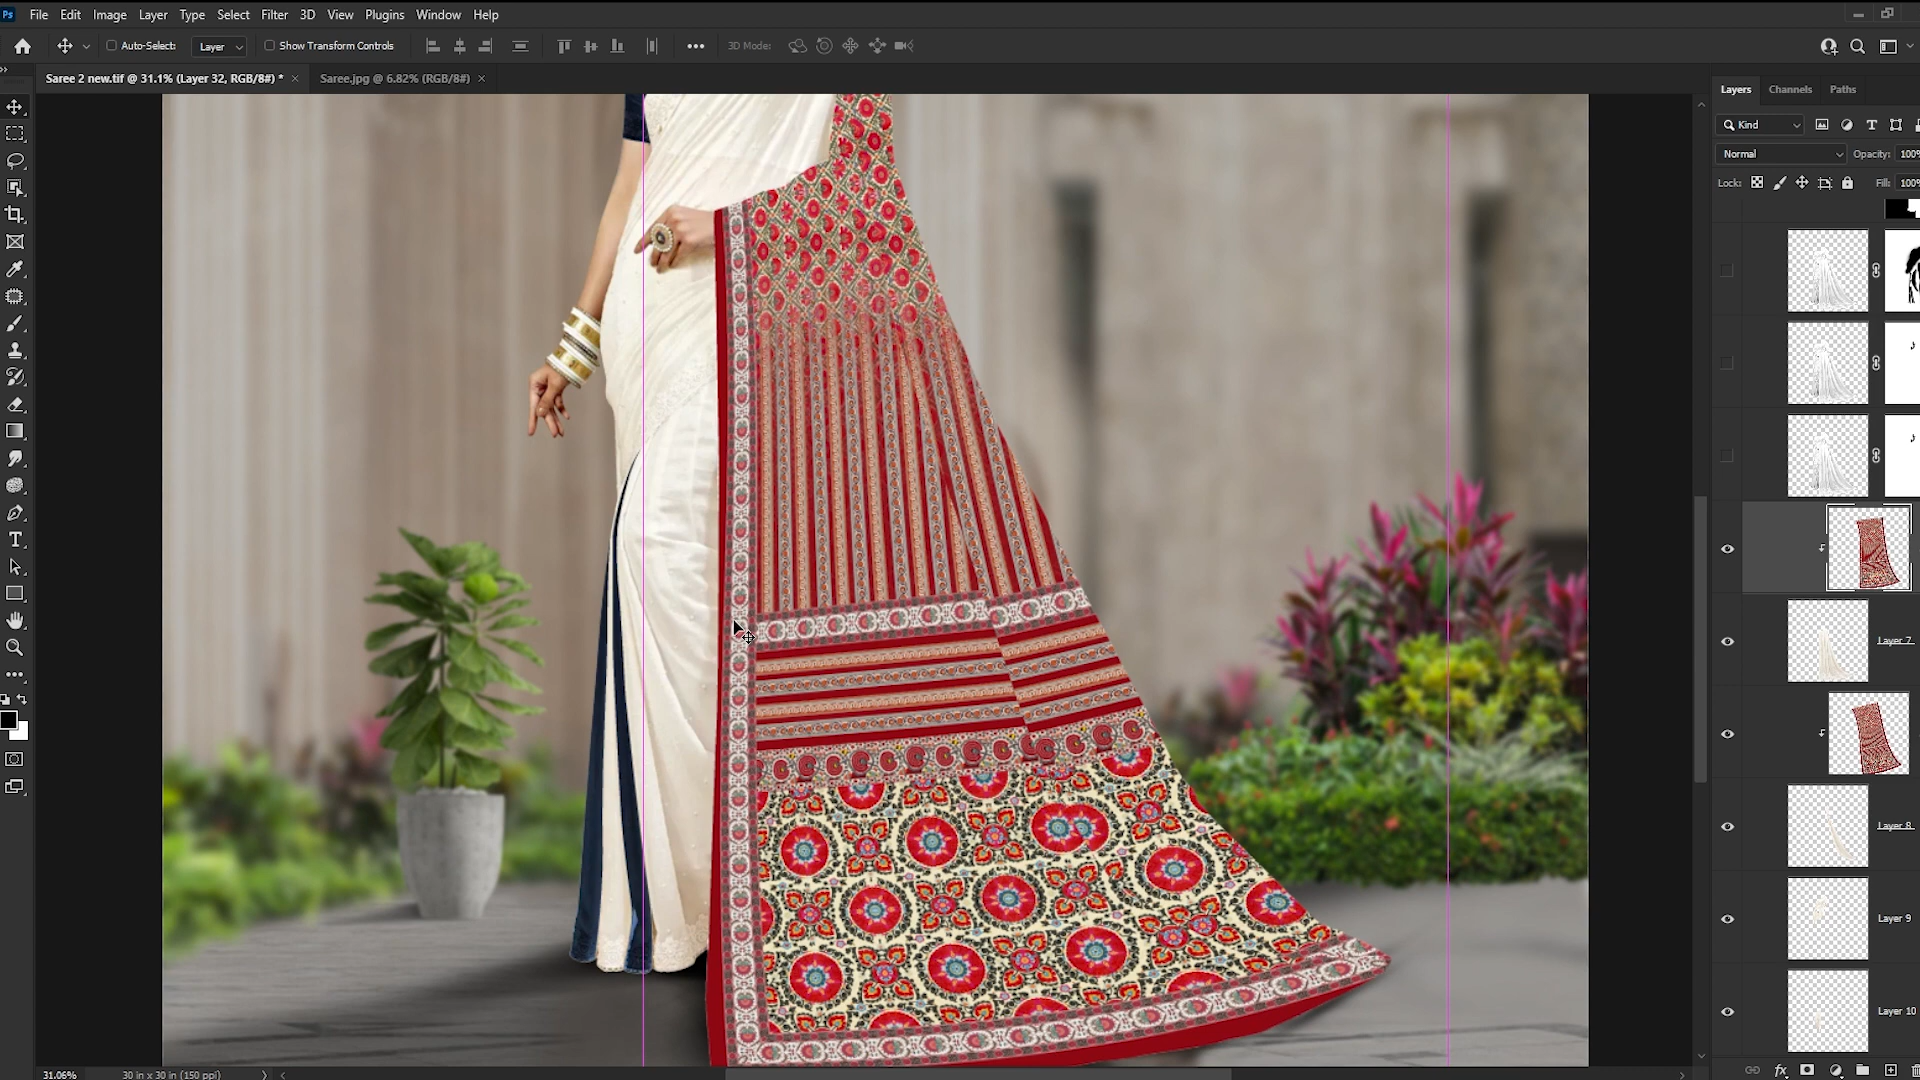 Ps File Edit Image Layer Type Select Filter 3D View Plugins Window Help
Auto-Select: Layer Show Transform Controls 3D Mode:
Saree 2 new.tif @ 31.1% (Layer 32, RGB/8#) * × Saree.jpg @ 6.82% (RGB/8#) ×
Layers Channels Paths
Kind
Normal Opacity: 100%
Lock: Fill: 100%
Layer 7
Layer 8
Layer 9
Layer 10
31.06% 30 in x 30 in (150 ppi)